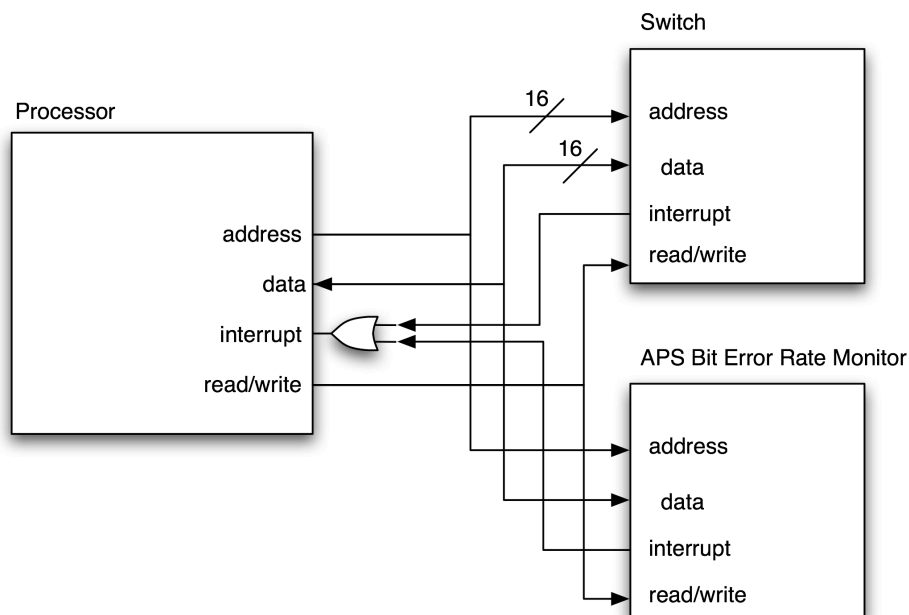 Switch
Processor
16
address
16
data
interrupt
read/write
address
data
interrupt
read/write
APS Bit Error Rate Monitor
address
data
interrupt
read/write